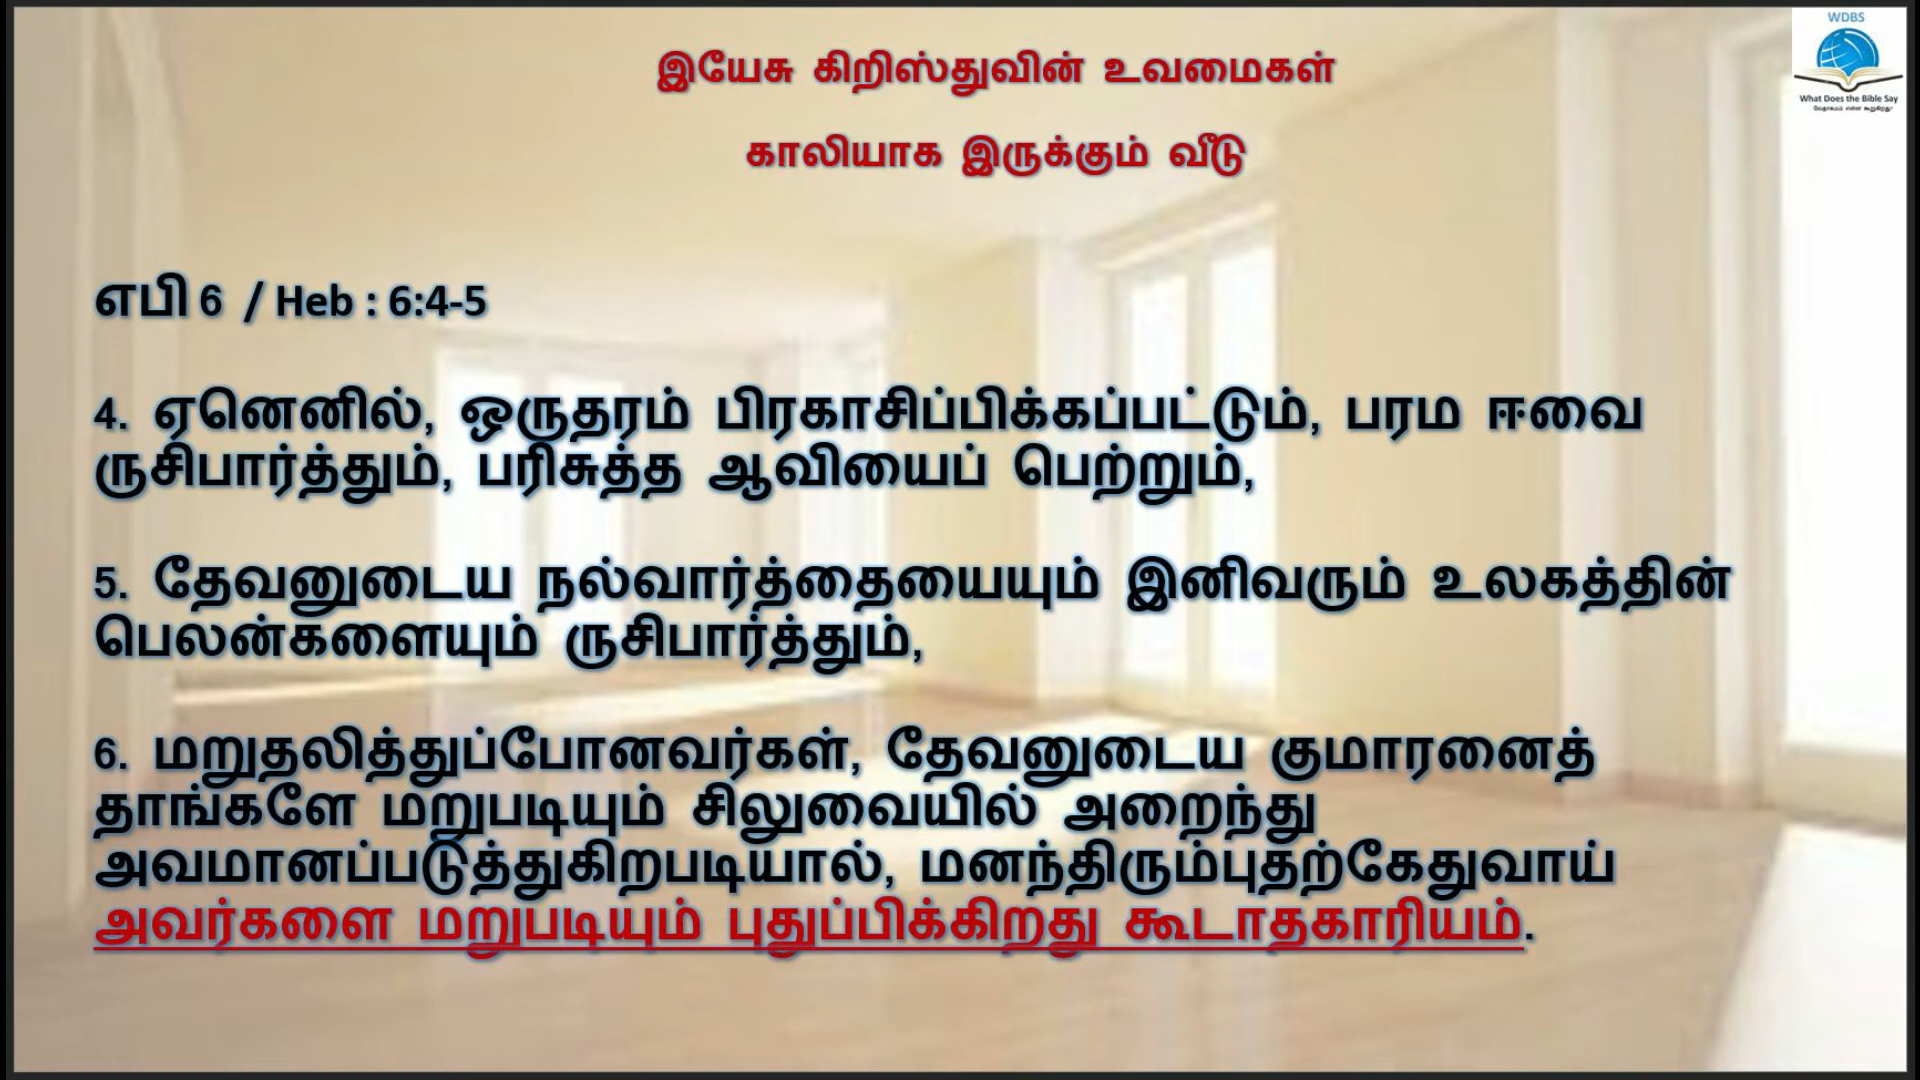 WDBS
What Does the Bible Say
வேதாகமம் என்ன கூறுகிறது?
இயேசு கிறிஸ்துவின் உவமைகள்
காலியாக இருக்கும் வீடு
எபி 6 / Heb : 6:4-5
4. ஏனெனில், ஒருதரம் பிரகாசிப்பிக்கப்பட்டும், பரம ஈவை
ருசிபார்த்தும், பரிசுத்த ஆவியைப் பெற்றும்,
5. தேவனுடைய நல்வார்த்தையையும் இனிவரும் உலகத்தின்
பெலன்களையும் ருசிபார்த்தும்,
6. மறுதலித்துப்போனவர்கள், தேவனுடைய குமாரனைத்
தாங்களே மறுபடியும் சிலுவையில் அறைந்து
அவமானப்படுத்துகிறபடியால், மனந்திரும்புதற்கேதுவாய்
அவர்களை மறுபடியும் புதுப்பிக்கிறது கூடாதகாரியம்.